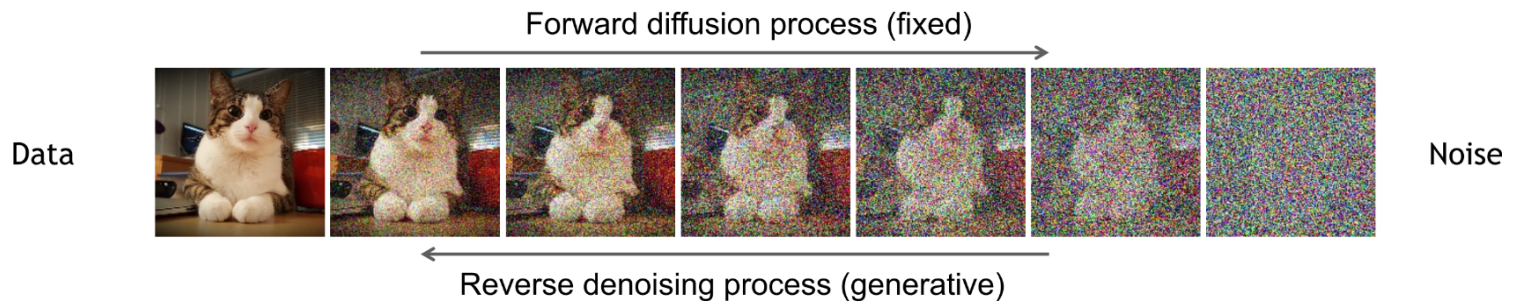 Forward diffusion process (fixed)
Data
Noise
Reverse denoising process (generative)